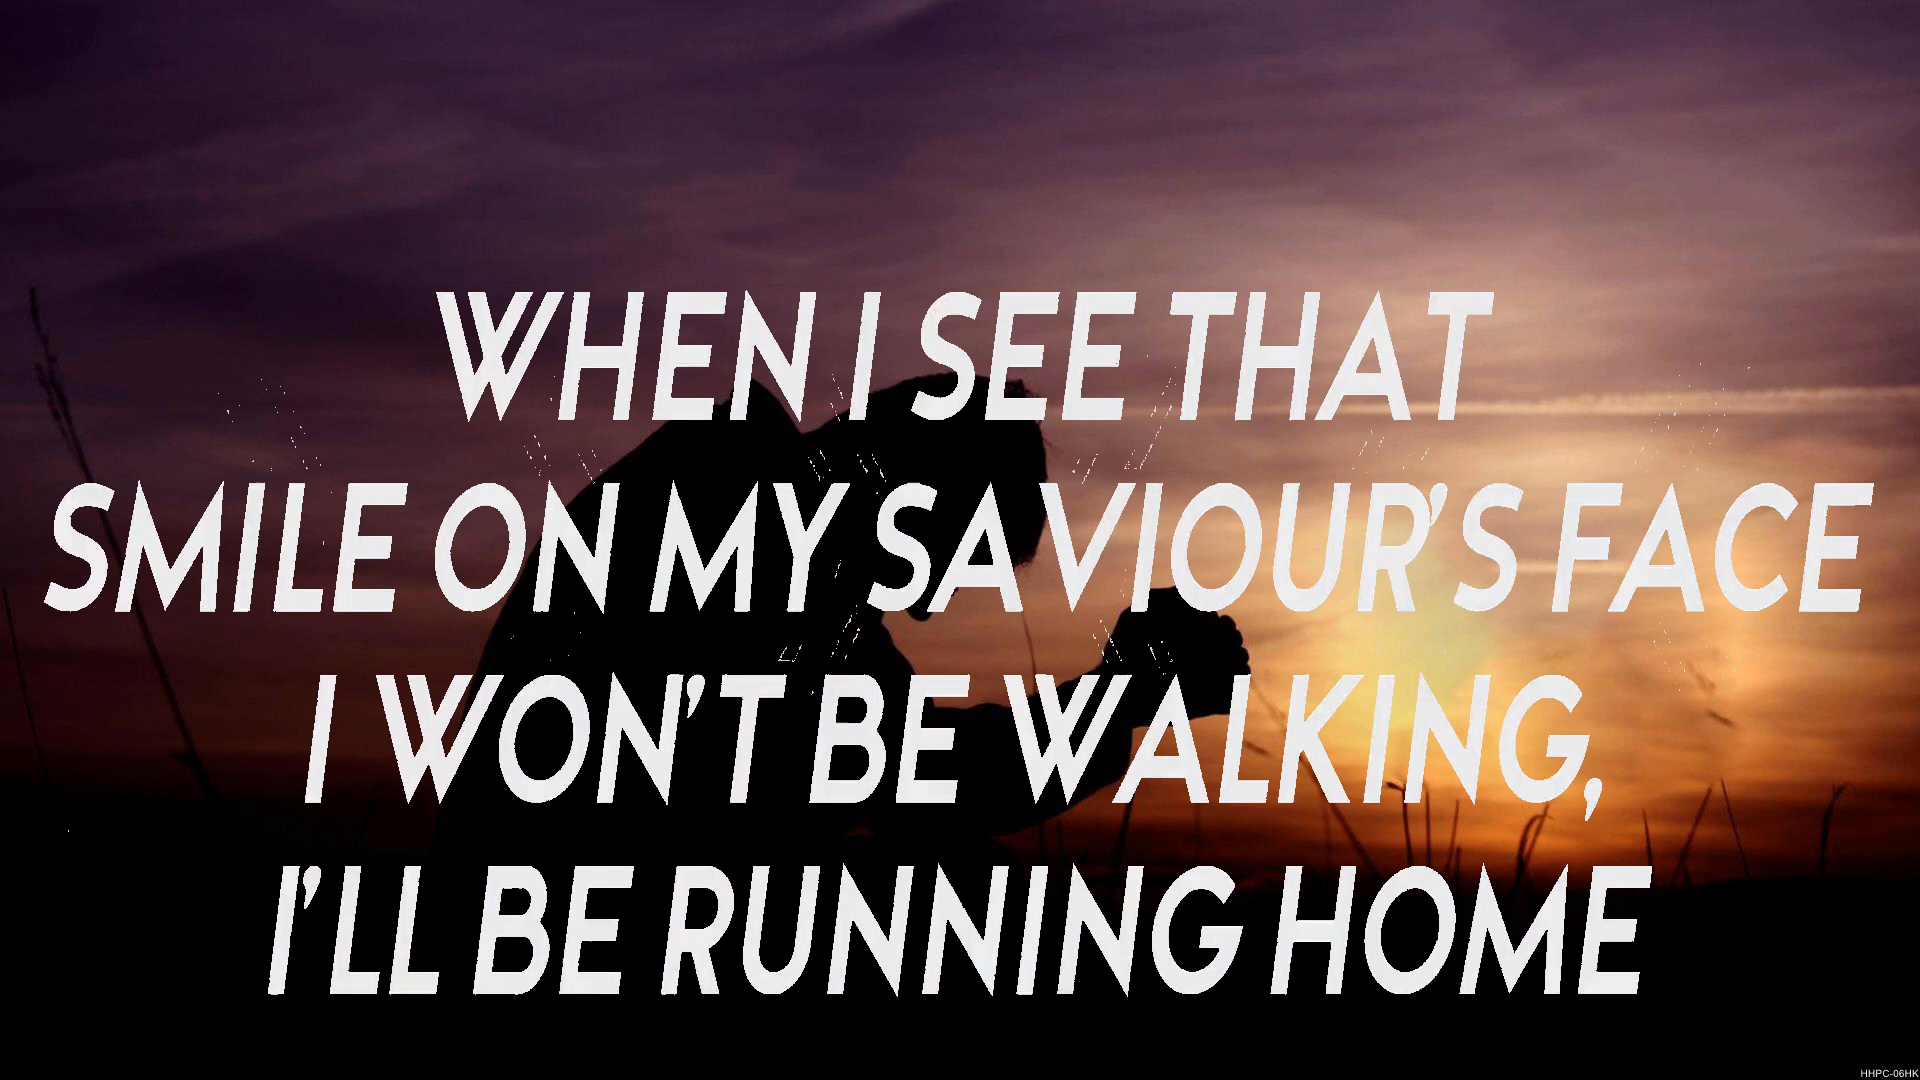 WHEN I SEE THAT
SMILE ON MY SAVIOUR'S FACE
I WON'T BE WALKING,
I'LL BE RUNNING HOME
HHPC-06HK